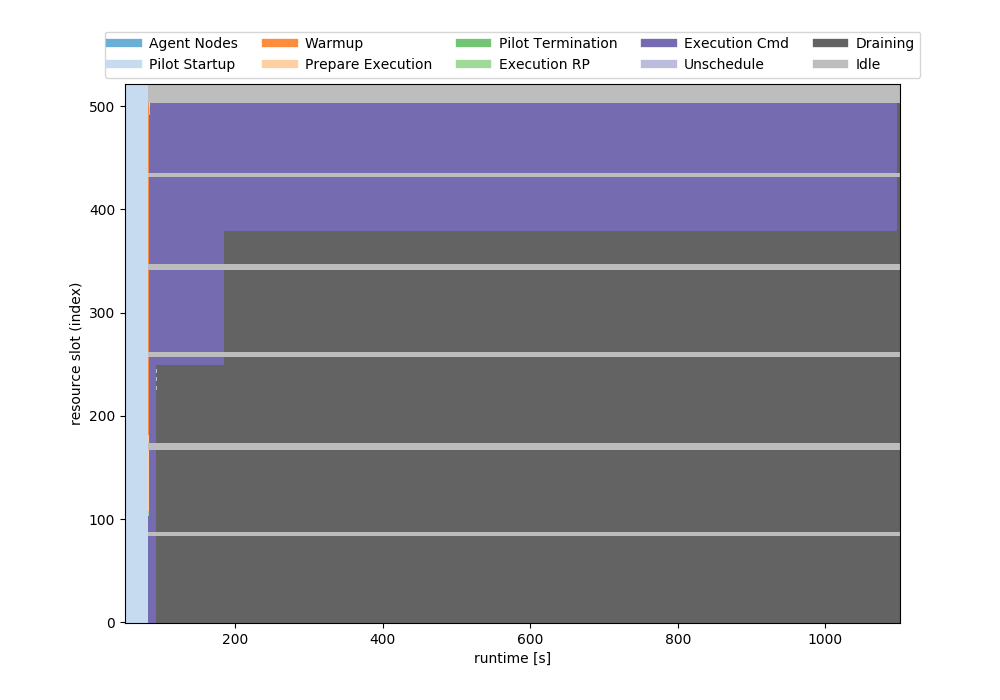 Agent Nodes Warmup Pilot Termination Execution Cmd Draining
Pilot Startup Prepare Execution Execution RP Unschedule Idle
500
400
300
200
100
0
resource slot (index)
200 400 600 800 1000
runtime [s]